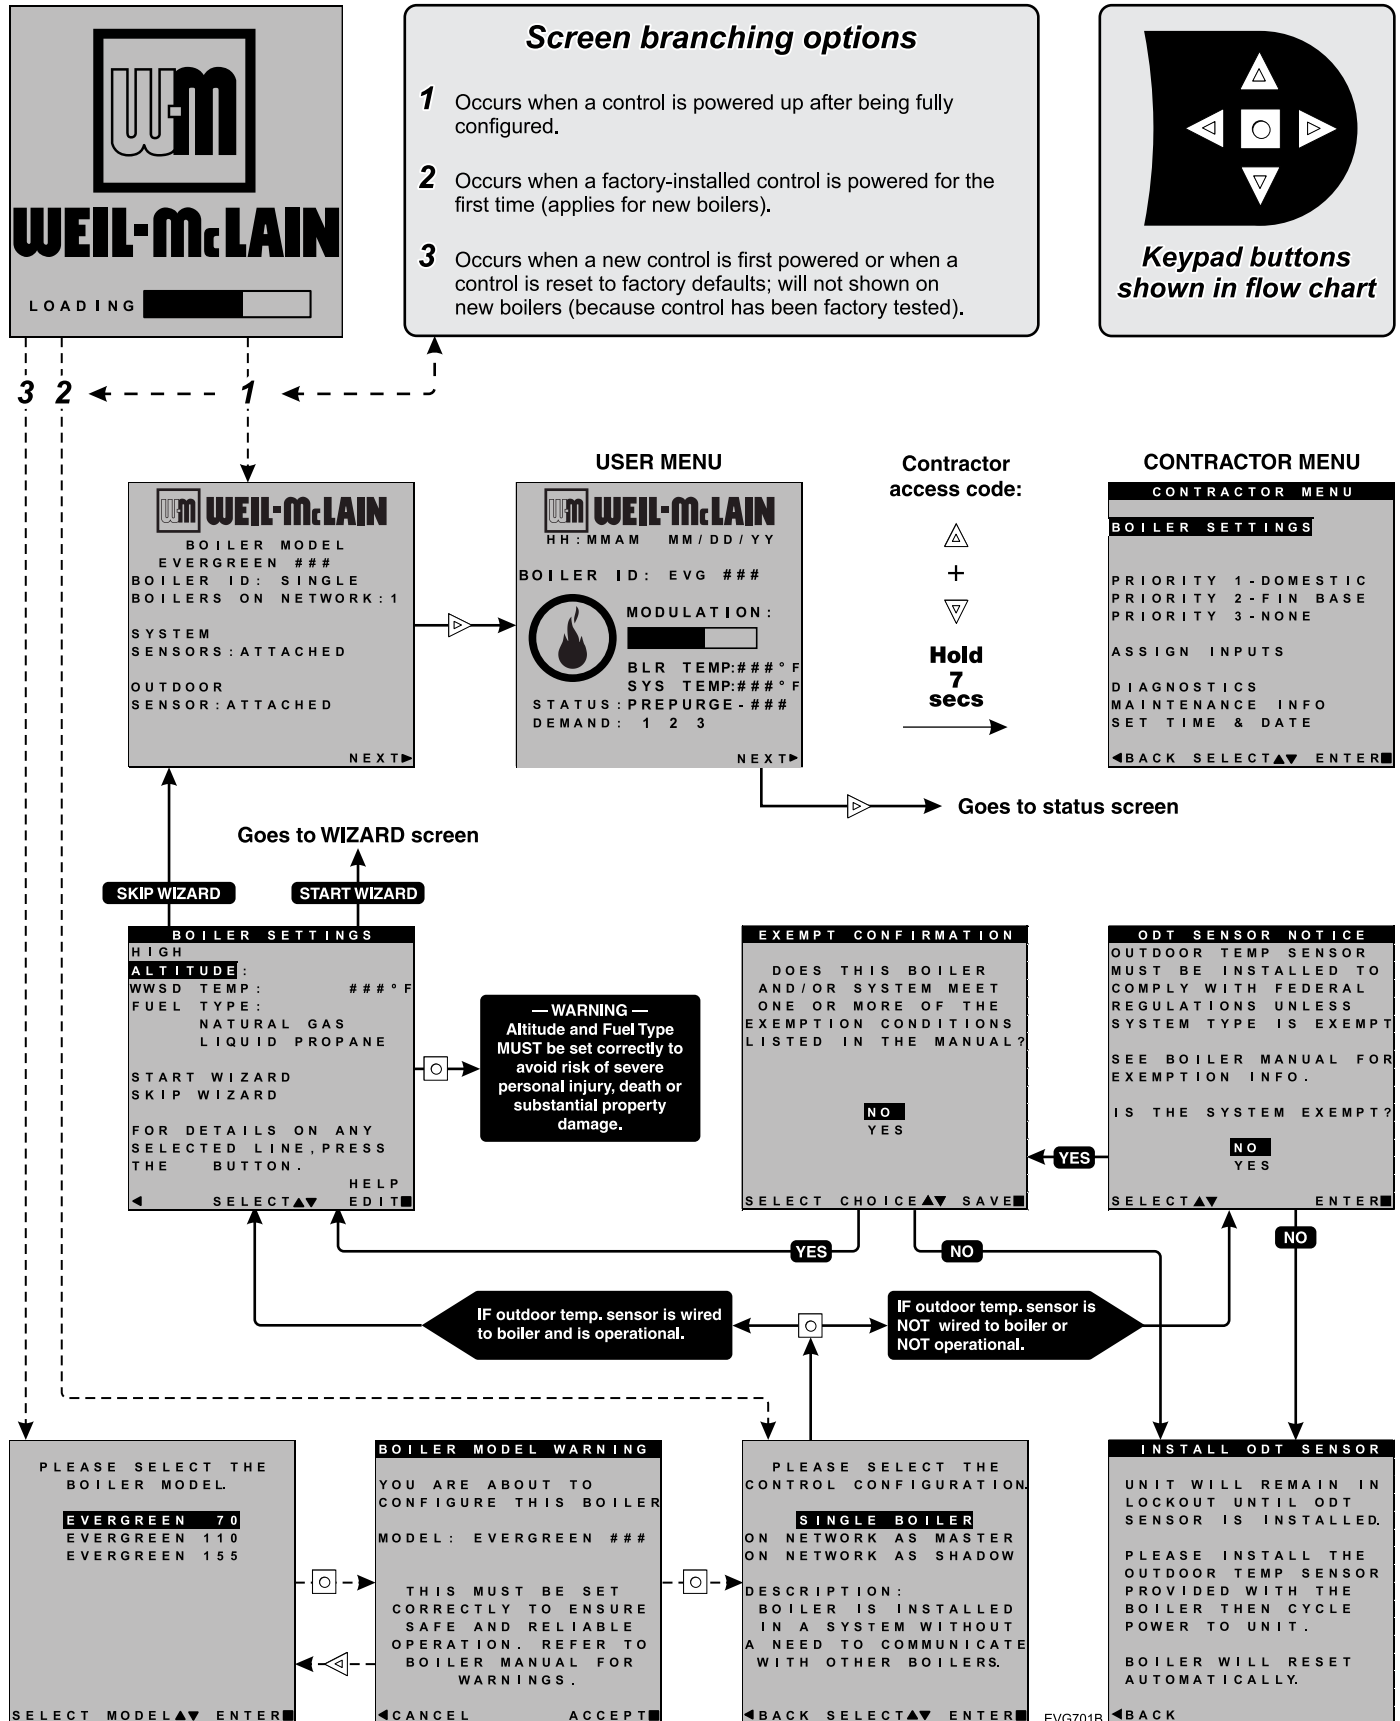 WM
WEIL-McLAIN
LOADING
Screen branching options
1 Occurs when a control is powered up after being fully
configured.
2 Occurs when a factory-installed control is powered for the
first time (applies for new boilers).
3 Occurs when a new control is first powered or when a
control is reset to factory defaults; will not shown on
new boilers (because control has been factory tested).
Keypad buttons
shown in flow chart
3 2 1
WM WEIL-McLAIN
BOILER MODEL
EVERGREEN ###
BOILER ID: SINGLE
BOILERS ON NETWORK:1
SYSTEM
SENSORS:ATTACHED
OUTDOOR
SENSOR:ATTACHED
NEXT▶
USER MENU
WM WEIL-McLAIN
HH:MMAM MM/DD/YY
BOILER ID: EVG ###
MODULATION:
BLR TEMP:###°F
SYS TEMP:###°F
STATUS:PREPURGE-###
DEMAND: 1 2 3
NEXT▶
Contractor
access code:
+
Hold
7
secs
CONTRACTOR MENU
CONTRACTOR MENU
BOILER SETTINGS
PRIORITY 1-DOMESTIC
PRIORITY 2-FIN BASE
PRIORITY 3-NONE
ASSIGN INPUTS
DIAGNOSTICS
MAINTENANCE INFO
SET TIME & DATE
◀BACK SELECT▲▼ ENTER■
Goes to status screen
Goes to WIZARD screen
SKIP WIZARD
START WIZARD
BOILER SETTINGS
HIGH
ALTITUDE:
WWSD TEMP: ###°F
FUEL TYPE:
NATURAL GAS
LIQUID PROPANE
START WIZARD
SKIP WIZARD
FOR DETAILS ON ANY
SELECTED LINE,PRESS
THE BUTTON.
HELP
◀ SELECT▲▼ EDIT■
— WARNING —
Altitude and Fuel Type
MUST be set correctly to
avoid risk of severe
personal injury, death or
substantial property
damage.
EXEMPT CONFIRMATION
DOES THIS BOILER
AND/OR SYSTEM MEET
ONE OR MORE OF THE
EXEMPTION CONDITIONS
LISTED IN THE MANUAL?
NO
YES
SELECT CHOICE▲▼ SAVE■
YES
ODT SENSOR NOTICE
OUTDOOR TEMP SENSOR
MUST BE INSTALLED TO
COMPLY WITH FEDERAL
REGULATIONS UNLESS
SYSTEM TYPE IS EXEMPT
SEE BOILER MANUAL FOR
EXEMPTION INFO.
IS THE SYSTEM EXEMPT?
NO
YES
SELECT▲▼ ENTER■
YES
NO
NO
IF outdoor temp. sensor is wired
to boiler and is operational.
IF outdoor temp. sensor is
NOT wired to boiler or
NOT operational.
PLEASE SELECT THE
BOILER MODEL.
EVERGREEN 70
EVERGREEN 110
EVERGREEN 155
SELECT MODEL▲▼ ENTER■
BOILER MODEL WARNING
YOU ARE ABOUT TO
CONFIGURE THIS BOILER
MODEL: EVERGREEN ###
THIS MUST BE SET
CORRECTLY TO ENSURE
SAFE AND RELIABLE
OPERATION. REFER TO
BOILER MANUAL FOR
WARNINGS.
◀CANCEL ACCEPT■
PLEASE SELECT THE
CONTROL CONFIGURATION.
SINGLE BOILER
ON NETWORK AS MASTER
ON NETWORK AS SHADOW
DESCRIPTION:
BOILER IS INSTALLED
IN A SYSTEM WITHOUT
A NEED TO COMMUNICATE
WITH OTHER BOILERS.
◀BACK SELECT▲▼ ENTER■
EVG701B
INSTALL ODT SENSOR
UNIT WILL REMAIN IN
LOCKOUT UNTIL ODT
SENSOR IS INSTALLED.
PLEASE INSTALL THE
OUTDOOR TEMP SENSOR
PROVIDED WITH THE
BOILER THEN CYCLE
POWER TO UNIT.
BOILER WILL RESET
AUTOMATICALLY.
◀BACK